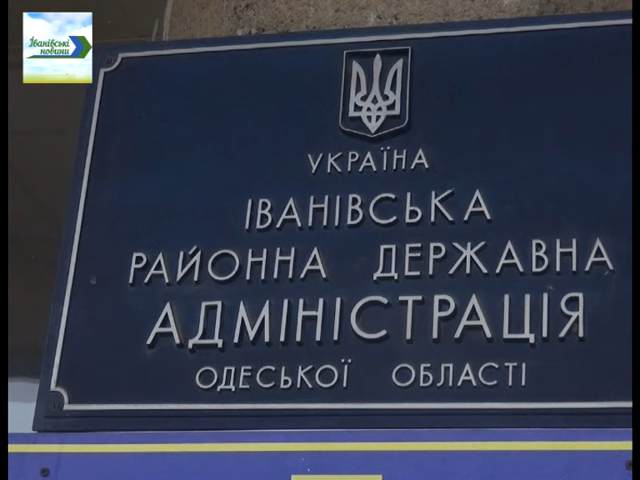 Іванівські
новини
УКРАЇНА
ІВАНІВСЬКА
РАЙОННА ДЕРЖАВНА
АДМІНІСТРАЦІЯ
ОДЕСЬКОЇ ОБЛАСТІ